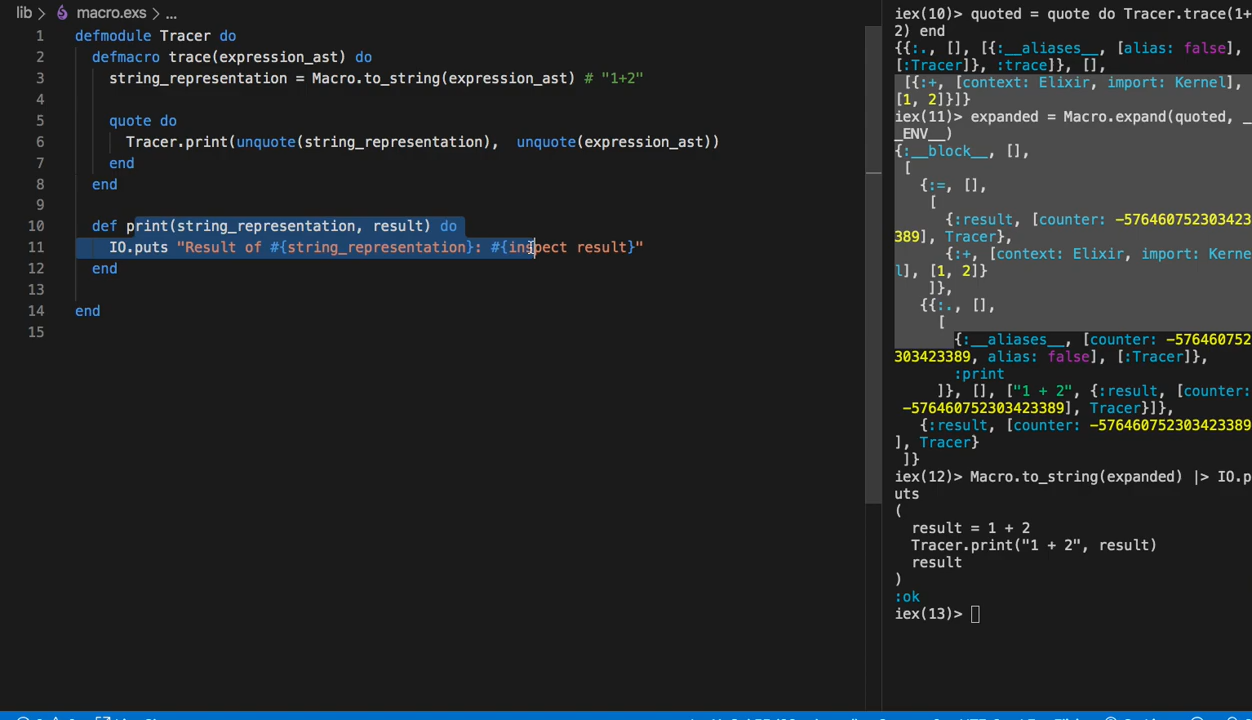 lib > macro.exs > ...
1 defmodule Tracer do
2 defmacro trace(expression_ast) do
3 string_representation = Macro.to_string(expression_ast) # "1+2"
4
5 quote do
6 Tracer.print(unquote(string_representation), unquote(expression_ast))
7 end
8 end
9
10 def print(string_representation, result) do
11 IO.puts "Result of #{string_representation}: #{inspect result}"
12 end
13
14 end
15
iex(10)> quoted = quote do Tracer.trace(1+
2) end
{{:., [], [{:__aliases__, [alias: false],
[:Tracer]}, :trace]}, [],
[{:+, [context: Elixir, import: Kernel],
[1, 2]}]}
iex(11)> expanded = Macro.expand(quoted, _
_ENV__)
{:__block__, [],
[
{:=, [],
[
{:result, [counter: -576460752303423
389], Tracer},
{:+, [context: Elixir, import: Kerne
l], [1, 2]}
]},
{{:., [],
[
{:__aliases__, [counter: -576460752
303423389, alias: false], [:Tracer]},
:print
]}, [], ["1 + 2", {:result, [counter:
-576460752303423389], Tracer}]},
{:result, [counter: -576460752303423389
], Tracer}
]}
iex(12)> Macro.to_string(expanded) |> IO.p
uts
(
result = 1 + 2
Tracer.print("1 + 2", result)
result
)
:ok
iex(13)>